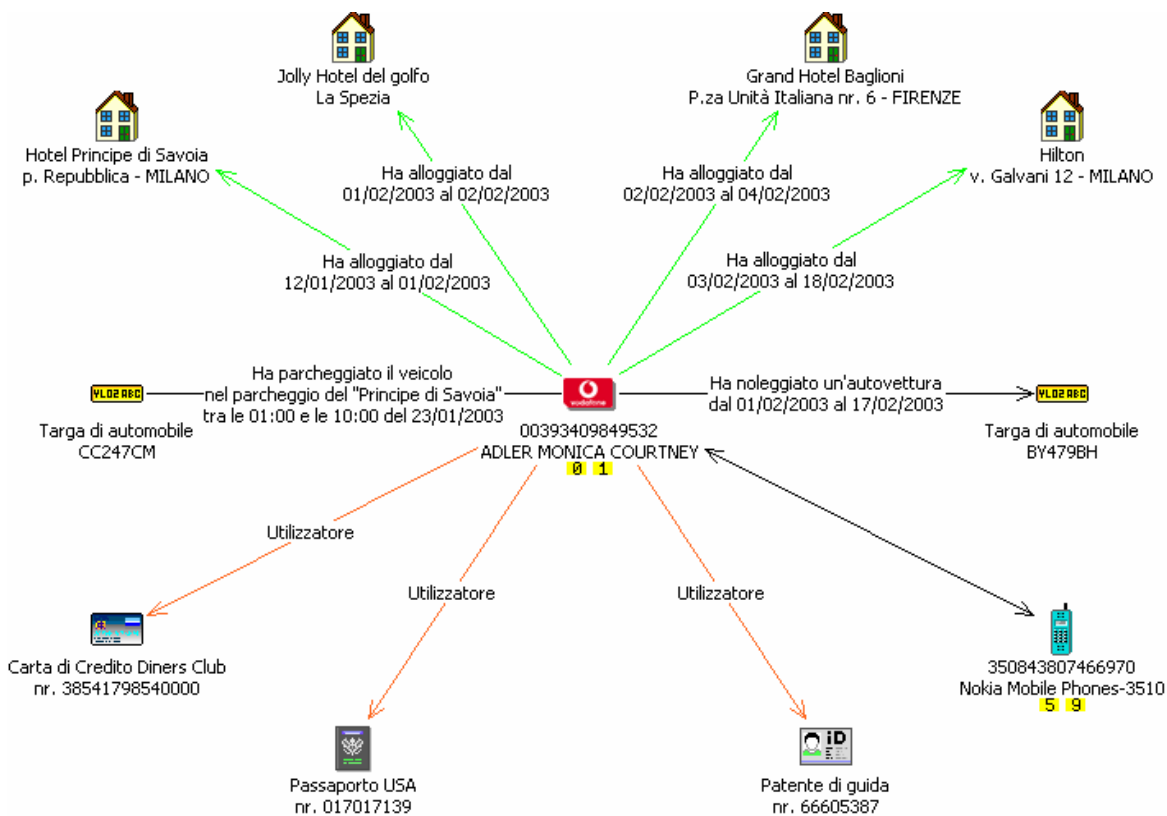 Jolly Hotel del golfo
La Spezia
Grand Hotel Baglioni
P.za Unità Italiana nr. 6 - FIRENZE
Hotel Principe di Savoia
p. Repubblica - MILANO
Hilton
v. Galvani 12 - MILANO
Ha alloggiato dal
01/02/2003 al 02/02/2003
Ha alloggiato dal
02/02/2003 al 04/02/2003
Ha alloggiato dal
12/01/2003 al 01/02/2003
Ha alloggiato dal
03/02/2003 al 18/02/2003
YL02 ABC
Targa di automobile
CC247CM
Ha parcheggiato il veicolo
nel parcheggio del "Principe di Savoia"
tra le 01:00 e le 10:00 del 23/01/2003
vodafone
00393409849532
ADLER MONICA COURTNEY
0 1
Ha noleggiato un'autovettura
dal 01/02/2003 al 17/02/2003
YL02 ABC
Targa di automobile
BY479BH
Utilizzatore
Utilizzatore
Utilizzatore
Carta di Credito Diners Club
nr. 38541798540000
Passaporto USA
nr. 017017139
iD
Patente di guida
nr. 66605387
350843807466970
Nokia Mobile Phones-3510
5 9